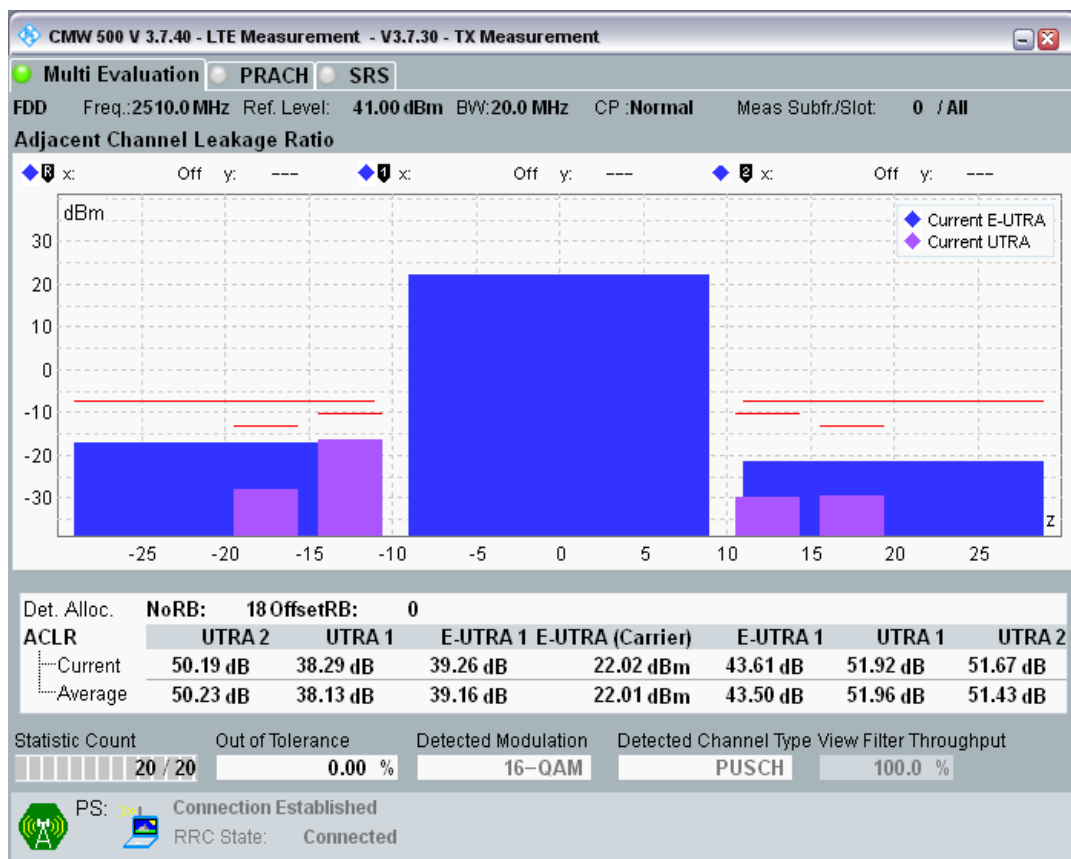 CMW 500 V 3.7.40 - LTE Measurement - V3.7.30 - TX Measurement
Multi Evaluation PRACH SRS
FDD Freq.:2510.0 MHz Ref. Level: 41.00 dBm BW:20.0 MHz CP :Normal Meas Subfr./Slot: 0 / All
Adjacent Channel Leakage Ratio
R x: Off y: --- 1 x: Off y: --- 2 x: Off y: ---
dBm
Current E-UTRA
Current UTRA
30
20
10
0
-10
-20
-30
z
-25 -20 -15 -10 -5 0 5 10 15 20 25
Det. Alloc. NoRB: 18 OffsetRB: 0
ACLR UTRA 2 UTRA 1 E-UTRA 1 E-UTRA (Carrier) E-UTRA 1 UTRA 1 UTRA 2
Current 50.19 dB 38.29 dB 39.26 dB 22.02 dBm 43.61 dB 51.92 dB 51.67 dB
Average 50.23 dB 38.13 dB 39.16 dB 22.01 dBm 43.50 dB 51.96 dB 51.43 dB
Statistic Count Out of Tolerance Detected Modulation Detected Channel Type View Filter Throughput
20 / 20 0.00 % 16-QAM PUSCH 100.0 %
PS: Connection Established
RRC State: Connected